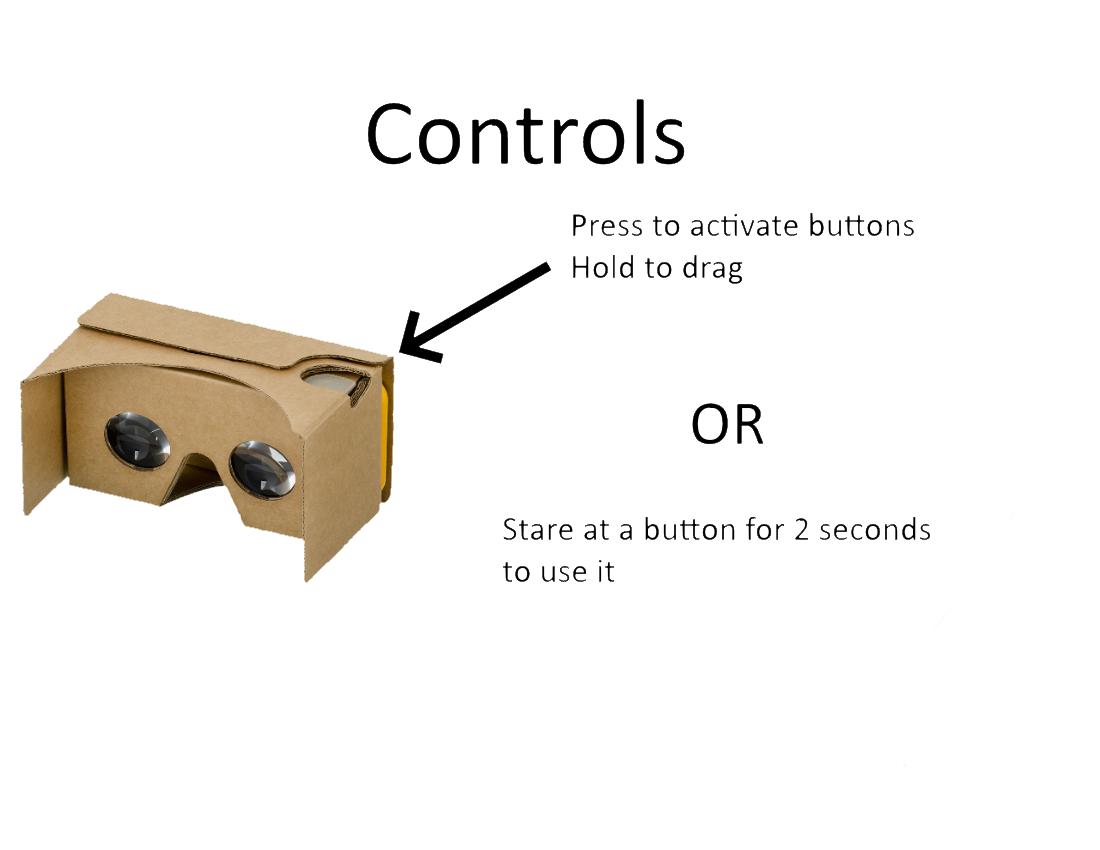 Controls
Press to activate buttons
Hold to drag
OR
Stare at a button for 2 seconds
to use it